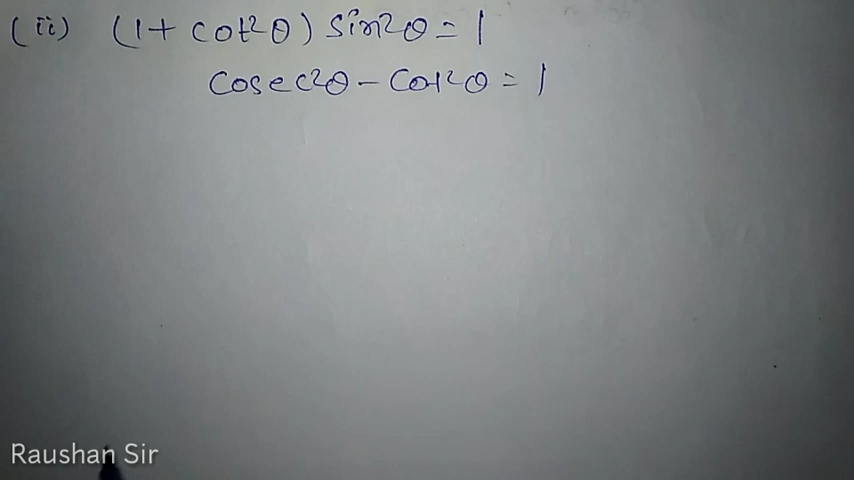 (ii) (1 + cot²θ) sin²θ = 1
cosec²θ - cot²θ = 1
Raushan Sir